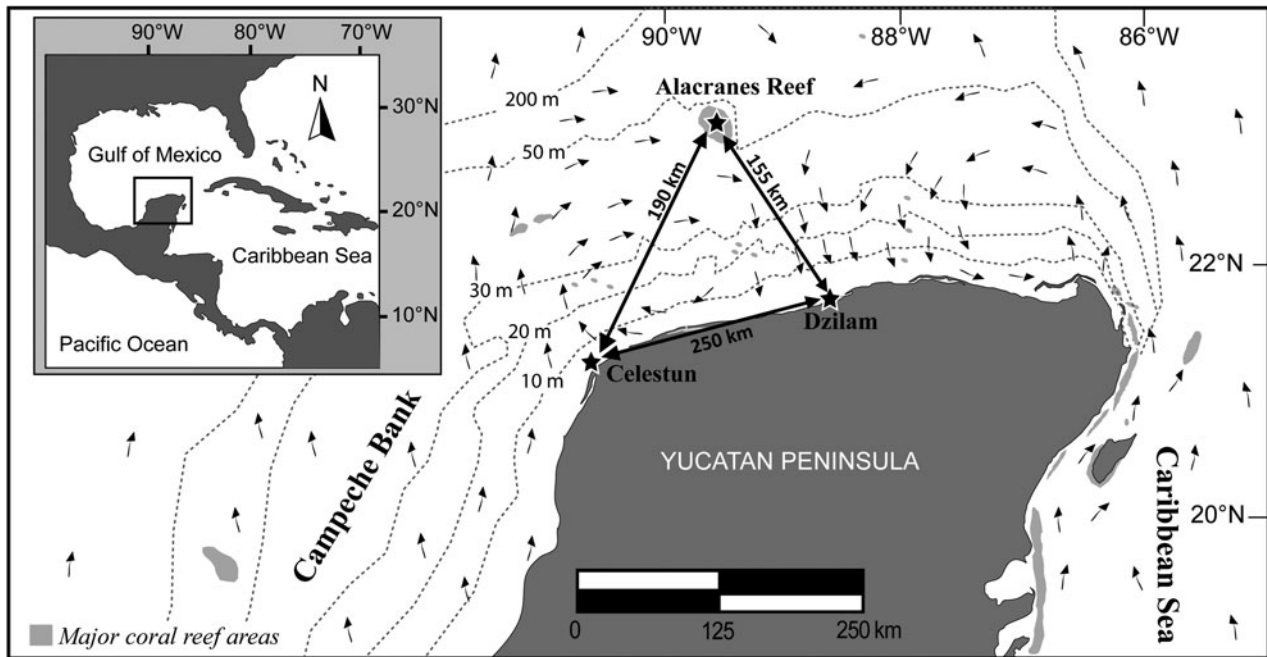 90°W 80°W 70°W
N
30°N
Gulf of Mexico
20°N
Caribbean Sea
10°N
Pacific Ocean
90°W 88°W 86°W
Alacranes Reef
200 m
50 m
190 km
155 km
22°N
30 m
20 m
Dzilam
250 km
10 m
Celestun
Campeche Bank
YUCATAN PENINSULA
Caribbean Sea
20°N
0 125 250 km
Major coral reef areas